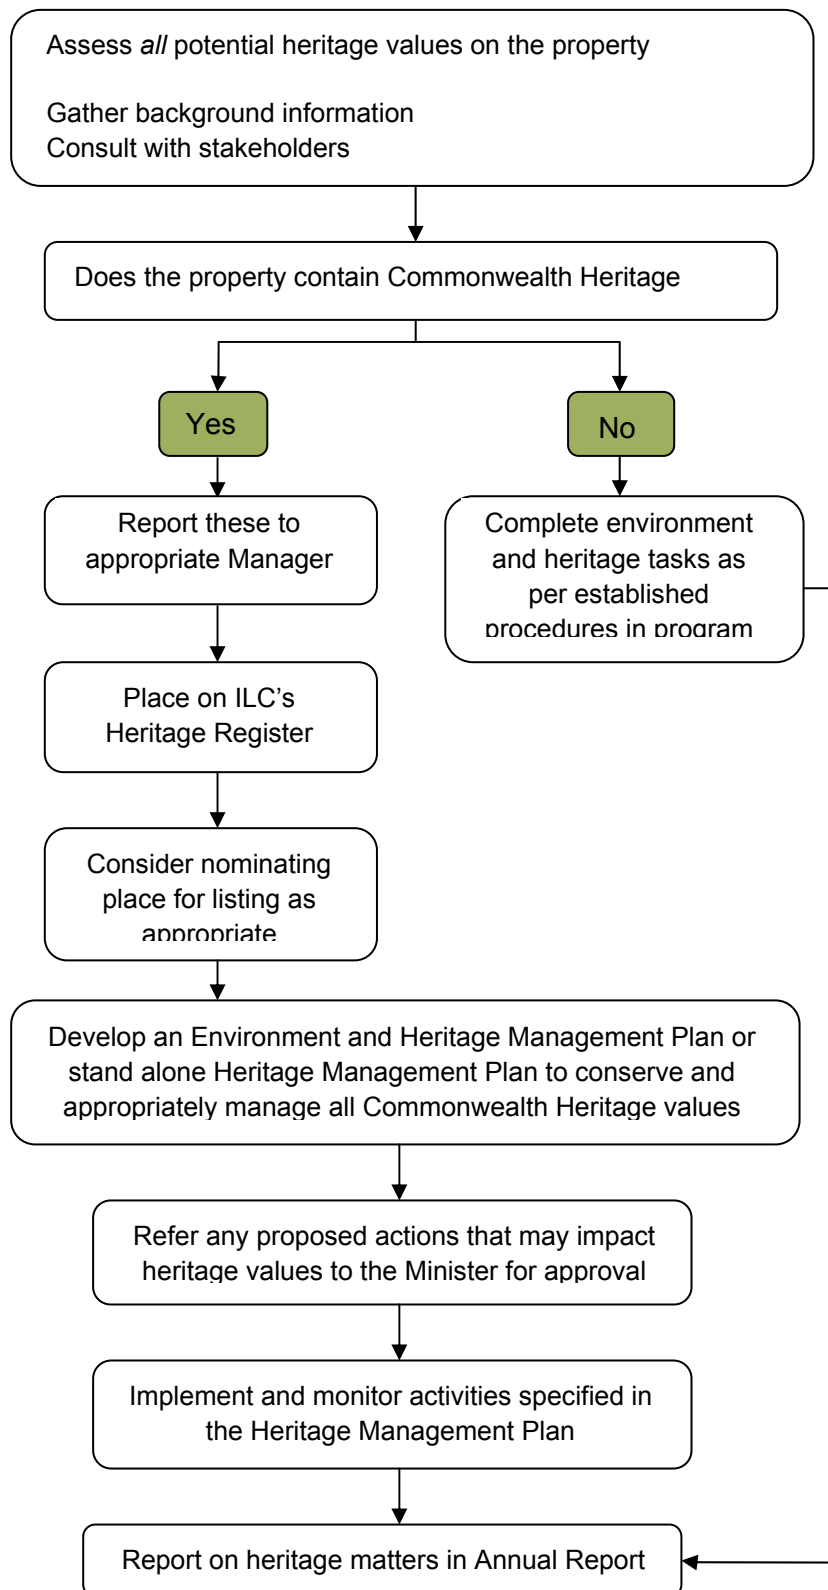 Assess all potential heritage values on the property
Gather background information
Consult with stakeholders
Does the property contain Commonwealth Heritage
Yes
No
Report these to
appropriate Manager
Complete environment
and heritage tasks as
per established
procedures in program
Place on ILC's
Heritage Register
Consider nominating
place for listing as
appropriate
Develop an Environment and Heritage Management Plan or
stand alone Heritage Management Plan to conserve and
appropriately manage all Commonwealth Heritage values
Refer any proposed actions that may impact
heritage values to the Minister for approval
Implement and monitor activities specified in
the Heritage Management Plan
Report on heritage matters in Annual Report